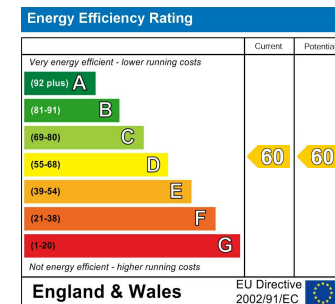 Energy Efficiency Rating
Current Potentia
Very energy efficient - lower running costs
(92 plus) A
(81-91) B
(69-80) C
(55-68) D
60 60
(39-54) E
(21-38) F
(1-20) G
Not energy efficient - higher running costs
England & Wales
EU Directive
2002/91/EC